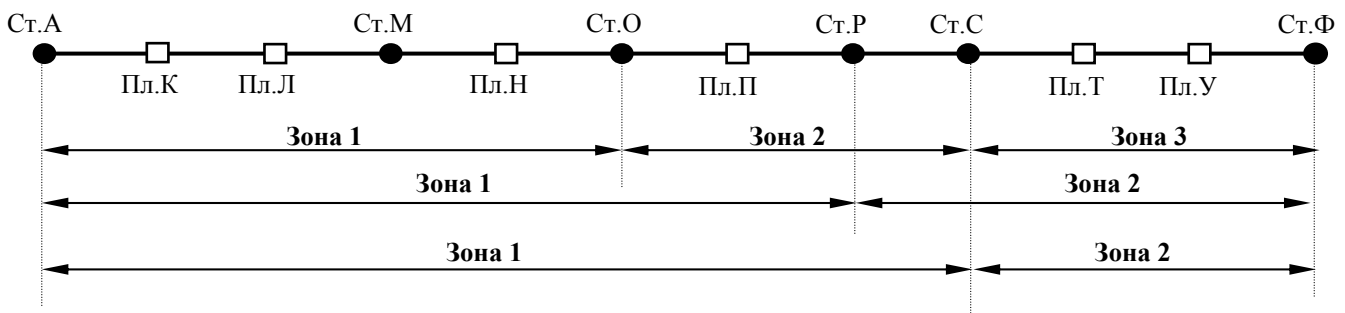 Ст.А Ст.М Ст.О Ст.Р Ст.С Ст.Ф
Пл.К Пл.Л Пл.Н Пл.П Пл.Т Пл.У
Зона 1 Зона 2 Зона 3
Зона 1 Зона 2
Зона 1 Зона 2